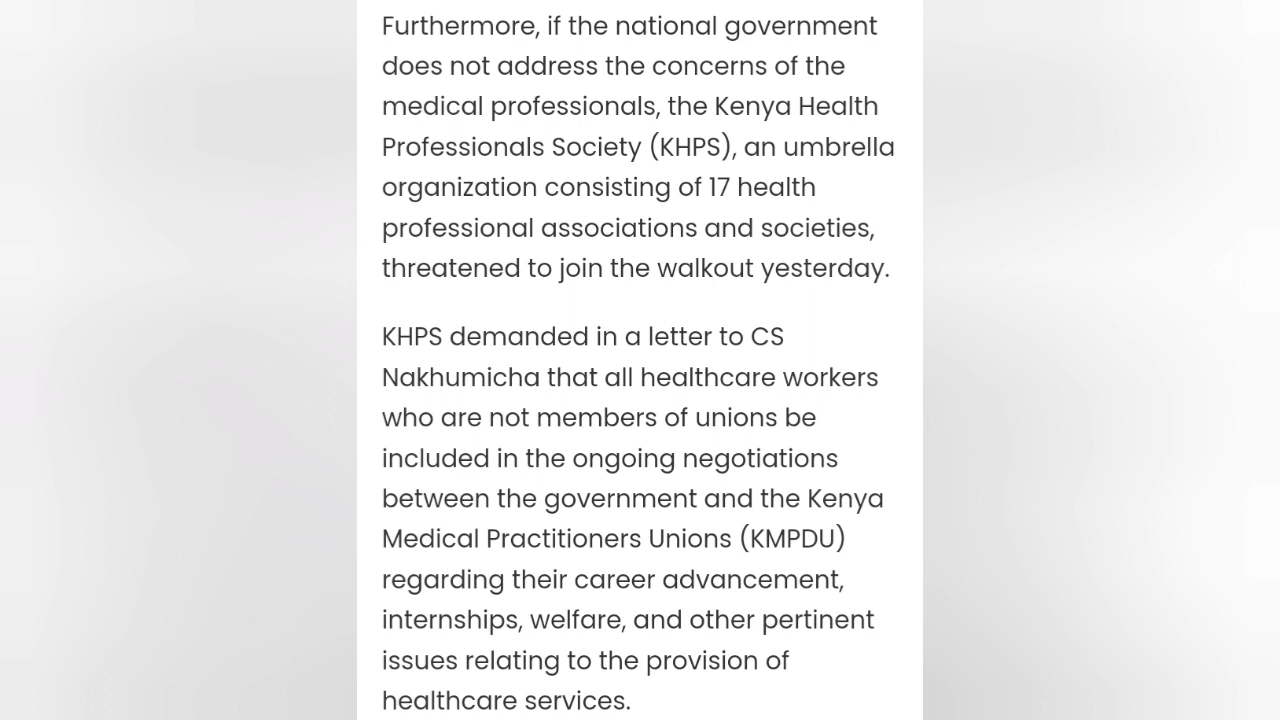 Furthermore, if the national government
does not address the concerns of the
medical professionals, the Kenya Health
Professionals Society (KHPS), an umbrella
organization consisting of 17 health
professional associations and societies,
threatened to join the walkout yesterday.
KHPS demanded in a letter to CS
Nakhumicha that all healthcare workers
who are not members of unions be
included in the ongoing negotiations
between the government and the Kenya
Medical Practitioners Unions (KMPDU)
regarding their career advancement,
internships, welfare, and other pertinent
issues relating to the provision of
healthcare services.